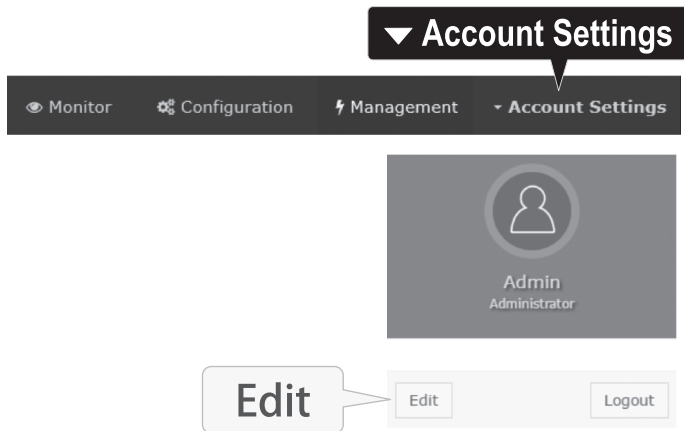 Account Settings
Monitor Configuration Management Account Settings
Admin
Administrator
Edit Edit Logout